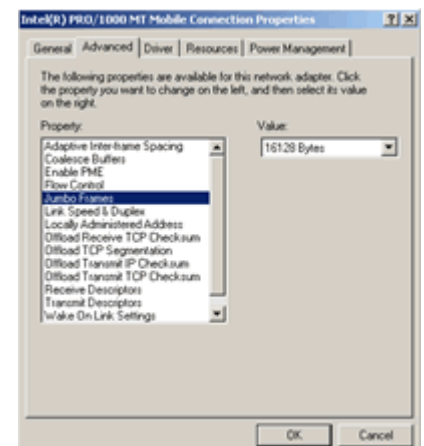 Intel(R) PRO/1000 MT Mobile Connection Properties
General Advanced Driver Resources Power Management
The following properties are available for this network adapter. Click
the property you want to change on the left, and then select its value
on the right.
Property:
Value:
Adaptive Inter-frame Spacing
16128 Bytes
Coalesce Buffers
Enable PME
Flow Control
Jumbo Frames
Link Speed & Duplex
Locally Administered Address
Offload Receive TCP Checksum
Offload TCP Segmentation
Offload Transmit IP Checksum
Offload Transmit TCP Checksum
Receive Descriptors
Transmit Descriptors
Wake On Link Settings
OK Cancel